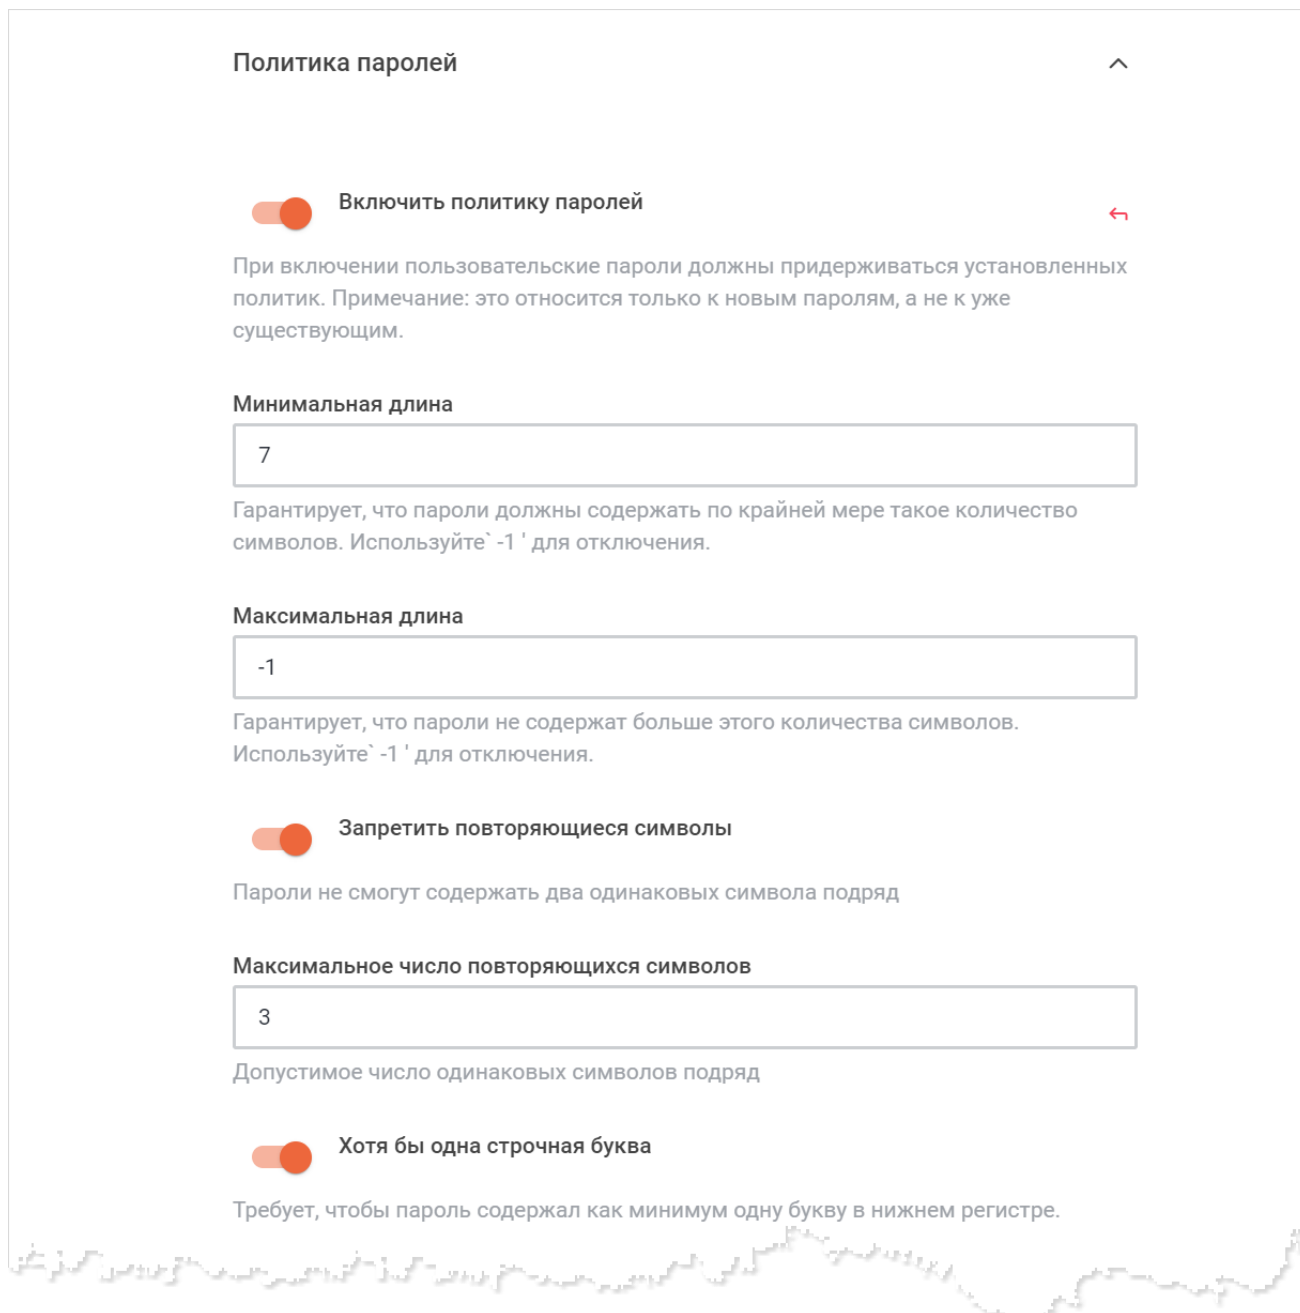 Политика паролей
Включить политику паролей
При включении пользовательские пароли должны придерживаться установленных
политик. Примечание: это относится только к новым паролям, а не к уже
существующим.
Минимальная длина
7
Гарантирует, что пароли должны содержать по крайней мере такое количество
символов. Используйте` -1 ' для отключения.
Максимальная длина
-1
Гарантирует, что пароли не содержат больше этого количества символов.
Используйте` -1 ' для отключения.
Запретить повторяющиеся символы
Пароли не смогут содержать два одинаковых символа подряд
Максимальное число повторяющихся символов
3
Допустимое число одинаковых символов подряд
Хотя бы одна строчная буква
Требует, чтобы пароль содержал как минимум одну букву в нижнем регистре.